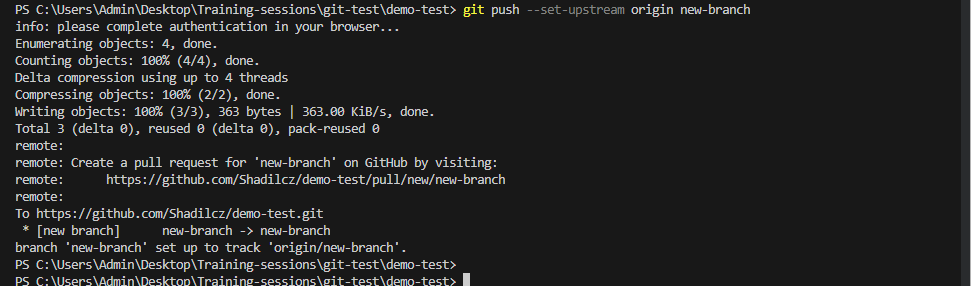 PS C:\Users\Admin\Desktop\Training-sessions\git-test\demo-test> git push --set-upstream origin new-branch
info: please complete authentication in your browser...
Enumerating objects: 4, done.
Counting objects: 100% (4/4), done.
Delta compression using up to 4 threads
Compressing objects: 100% (2/2), done.
Writing objects: 100% (3/3), 363 bytes | 363.00 KiB/s, done.
Total 3 (delta 0), reused 0 (delta 0), pack-reused 0
remote:
remote: Create a pull request for 'new-branch' on GitHub by visiting:
remote:      https://github.com/Shadilcz/demo-test/pull/new/new-branch
remote:
To https://github.com/Shadilcz/demo-test.git
 * [new branch]      new-branch -> new-branch
branch 'new-branch' set up to track 'origin/new-branch'.
PS C:\Users\Admin\Desktop\Training-sessions\git-test\demo-test>
PS C:\Users\Admin\Desktop\Training-sessions\git-test\demo-test>